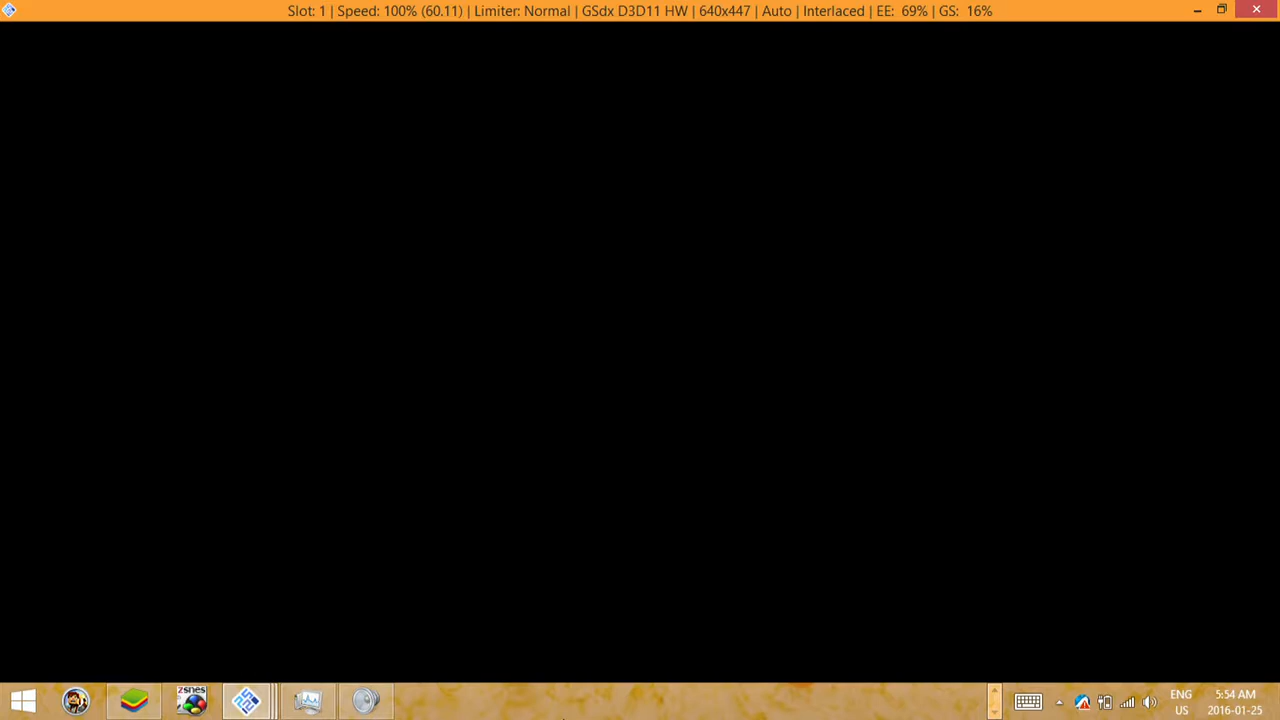 Slot: 1 | Speed: 100% (60.11) | Limiter: Normal | GSdx D3D11 HW | 640x447 | Auto | Interlaced | EE: 69% | GS: 16%
zsnes
ENG
US
5:54 AM
2016-01-25